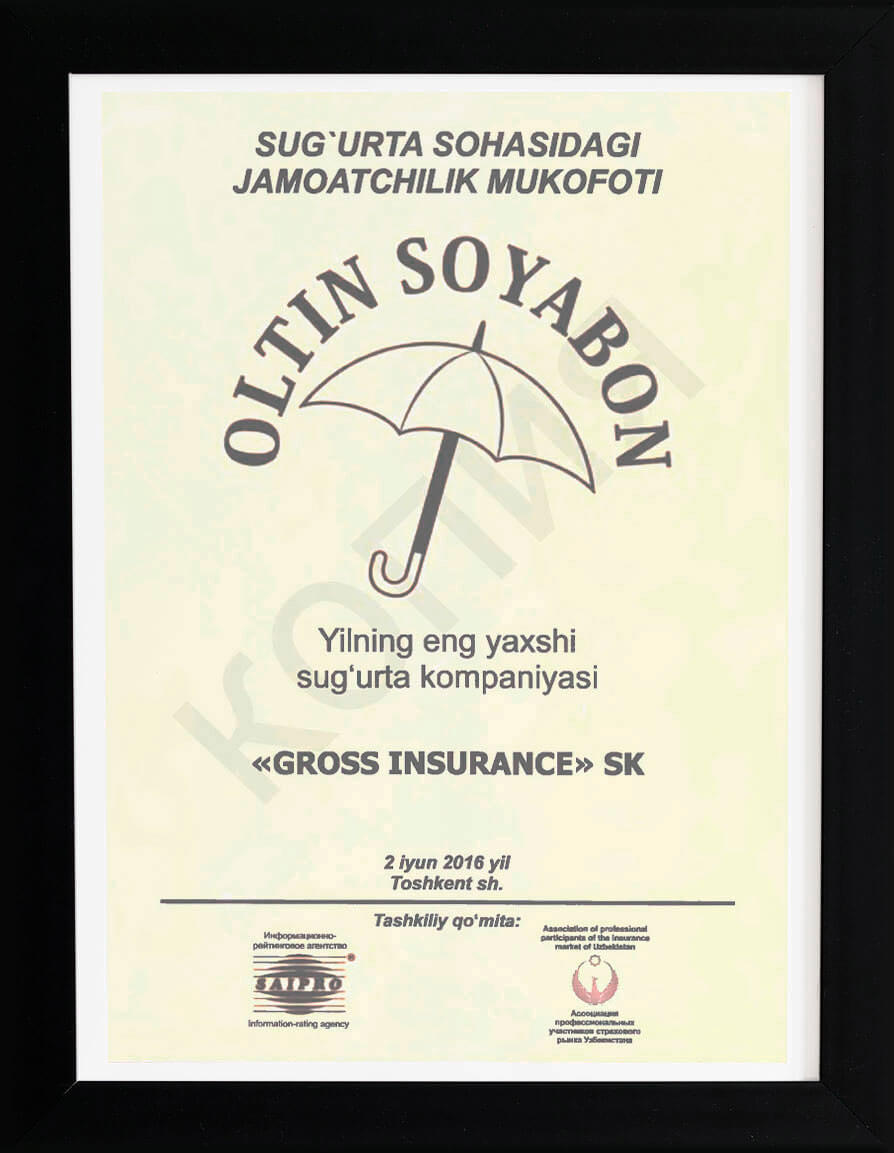 SUG`URTA SOHASIDAGI
JAMOATCHILIK MUKOFOTI
OLTIN SOYABON
КОПИЯ
Yilning eng yaxshi
sug‘urta kompaniyasi
«GROSS INSURANCE» SK
2 iyun 2016 yil
Toshkent sh.
Tashkiliy qo‘mita:
Информационно-
рейтинговое агентство
SAIPRO
®
Information-rating agency
Association of professional
participants of the insurance
market of Uzbekistan
Ассоциация
профессиональных
участников страхового
рынка Узбекистана